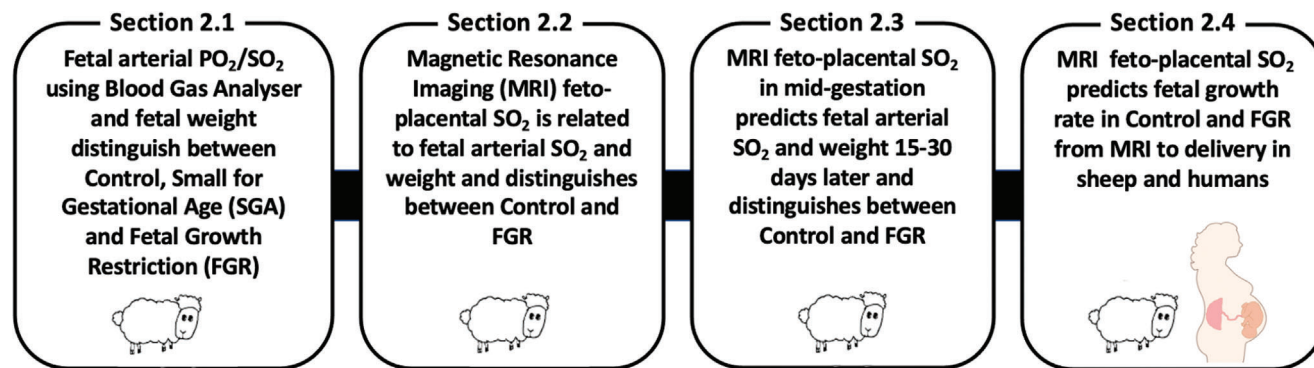 Section 2.1
Fetal arterial PO₂/SO₂
using Blood Gas Analyser
and fetal weight
distinguish between
Control, Small for
Gestational Age (SGA)
and Fetal Growth
Restriction (FGR)
Section 2.2
Magnetic Resonance
Imaging (MRI) feto-
placental SO₂ is related
to fetal arterial SO₂ and
weight and distinguishes
between Control and
FGR
Section 2.3
MRI feto-placental SO₂
in mid-gestation
predicts fetal arterial
SO₂ and weight 15-30
days later and
distinguishes between
Control and FGR
Section 2.4
MRI feto-placental SO₂
predicts fetal growth
rate in Control and FGR
from MRI to delivery in
sheep and humans